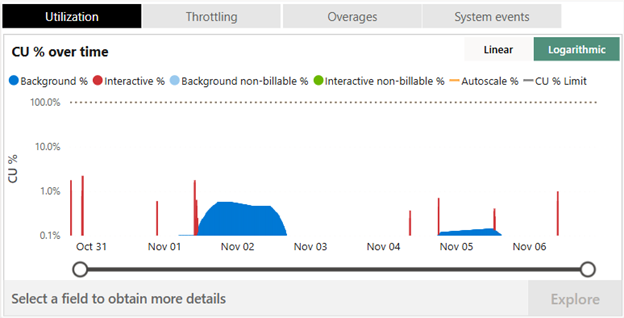 Utilization Throttling Overages System events
CU % over time Linear Logarithmic
Background % Interactive % Background non-billable % Interactive non-billable % Autoscale % CU % Limit
100.0%
10.0%
CU %
1.0%
0.1%
Oct 31 Nov 01 Nov 02 Nov 03 Nov 04 Nov 05 Nov 06
Select a field to obtain more details Explore